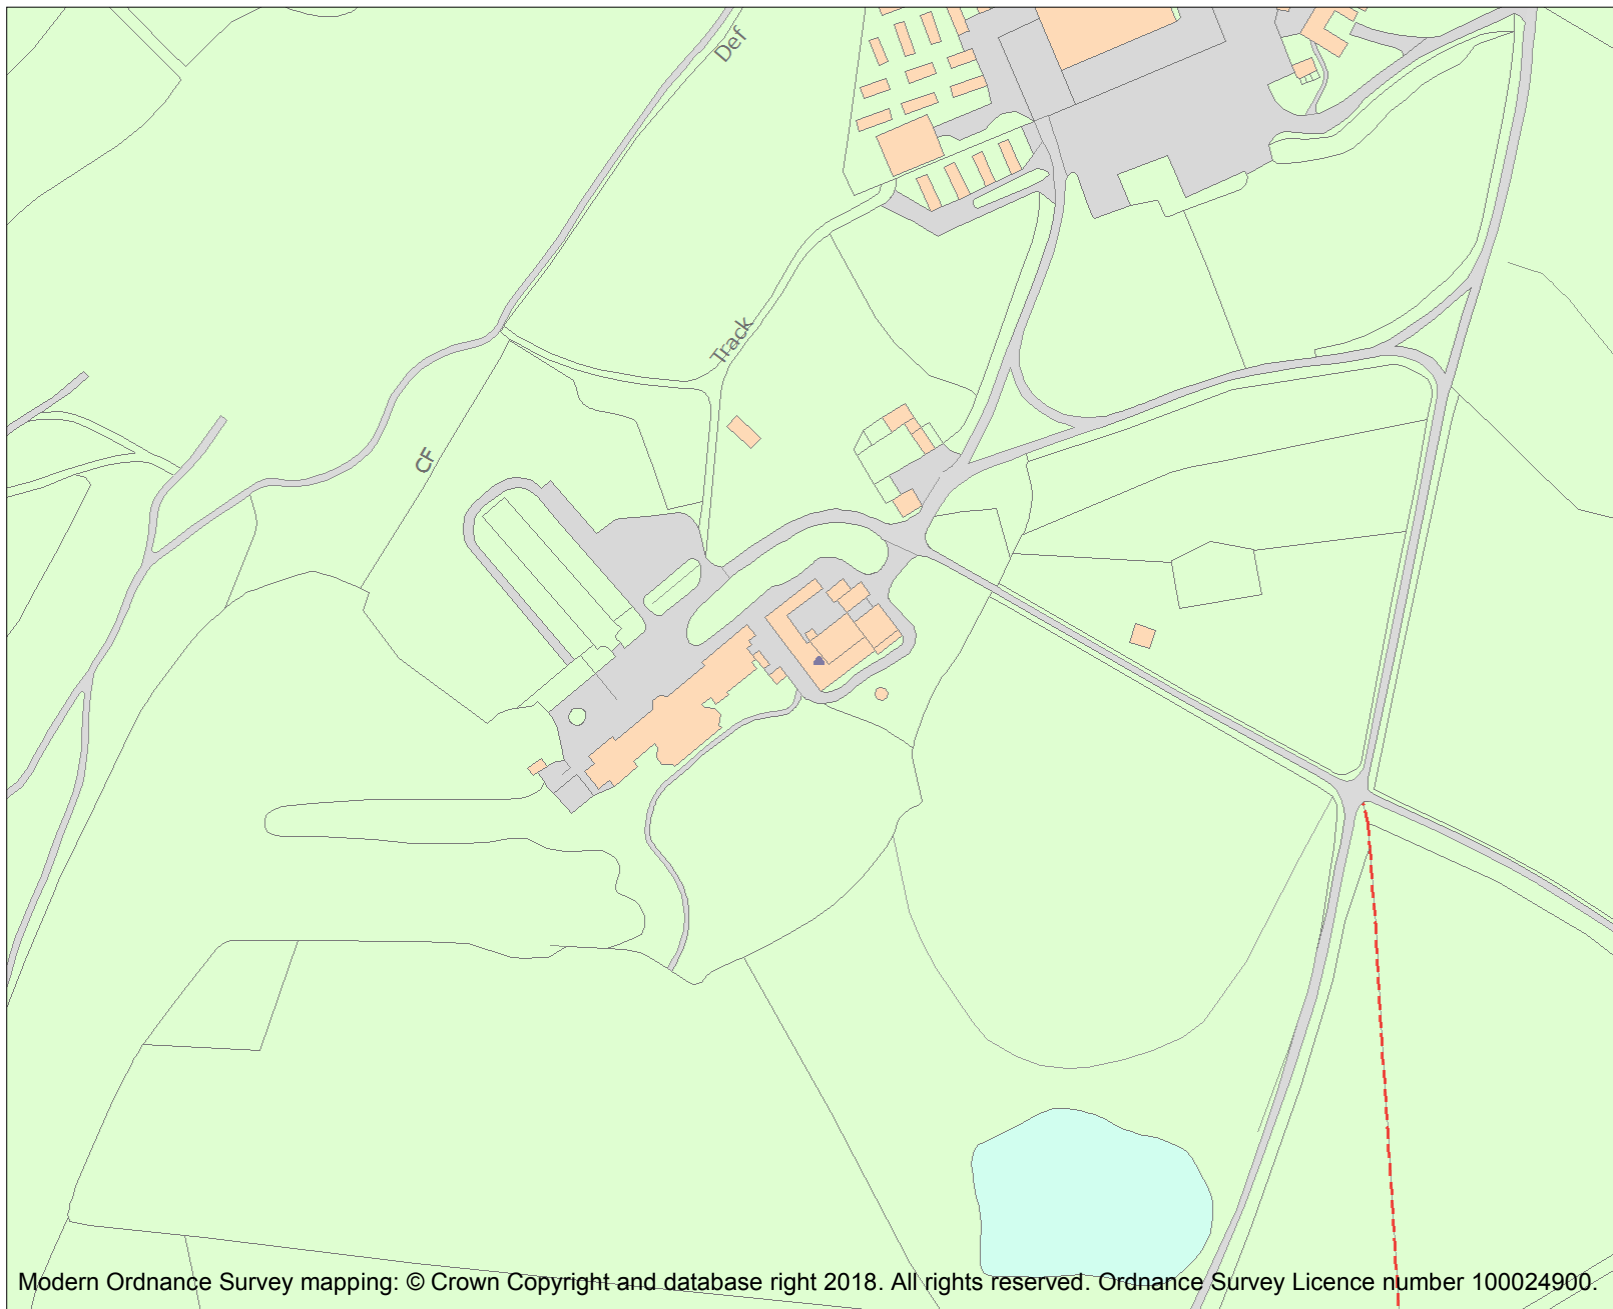 Def
Track
CF
Modern Ordnance Survey mapping: © Crown Copyright and database right 2018. All rights reserved. Ordnance Survey Licence number 100024900.